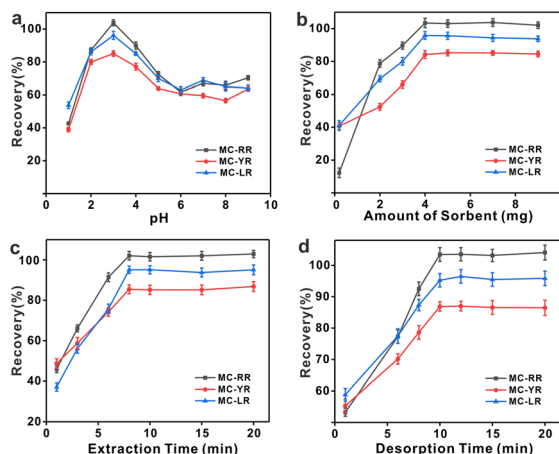 a
Recovery(%)
100
80
60
40
20
0
2
4
6
8
10
pH
MC-RR
MC-YR
MC-LR
b
Recovery(%)
100
80
60
40
20
0
2
4
6
8
Amount of Sorbent (mg)
MC-RR
MC-YR
MC-LR
c
Recovery(%)
100
80
60
40
20
0
5
10
15
20
Extraction Time (min)
MC-RR
MC-YR
MC-LR
d
Recovery(%)
100
90
80
70
60
0
5
10
15
20
Desorption Time (min)
MC-RR
MC-YR
MC-LR